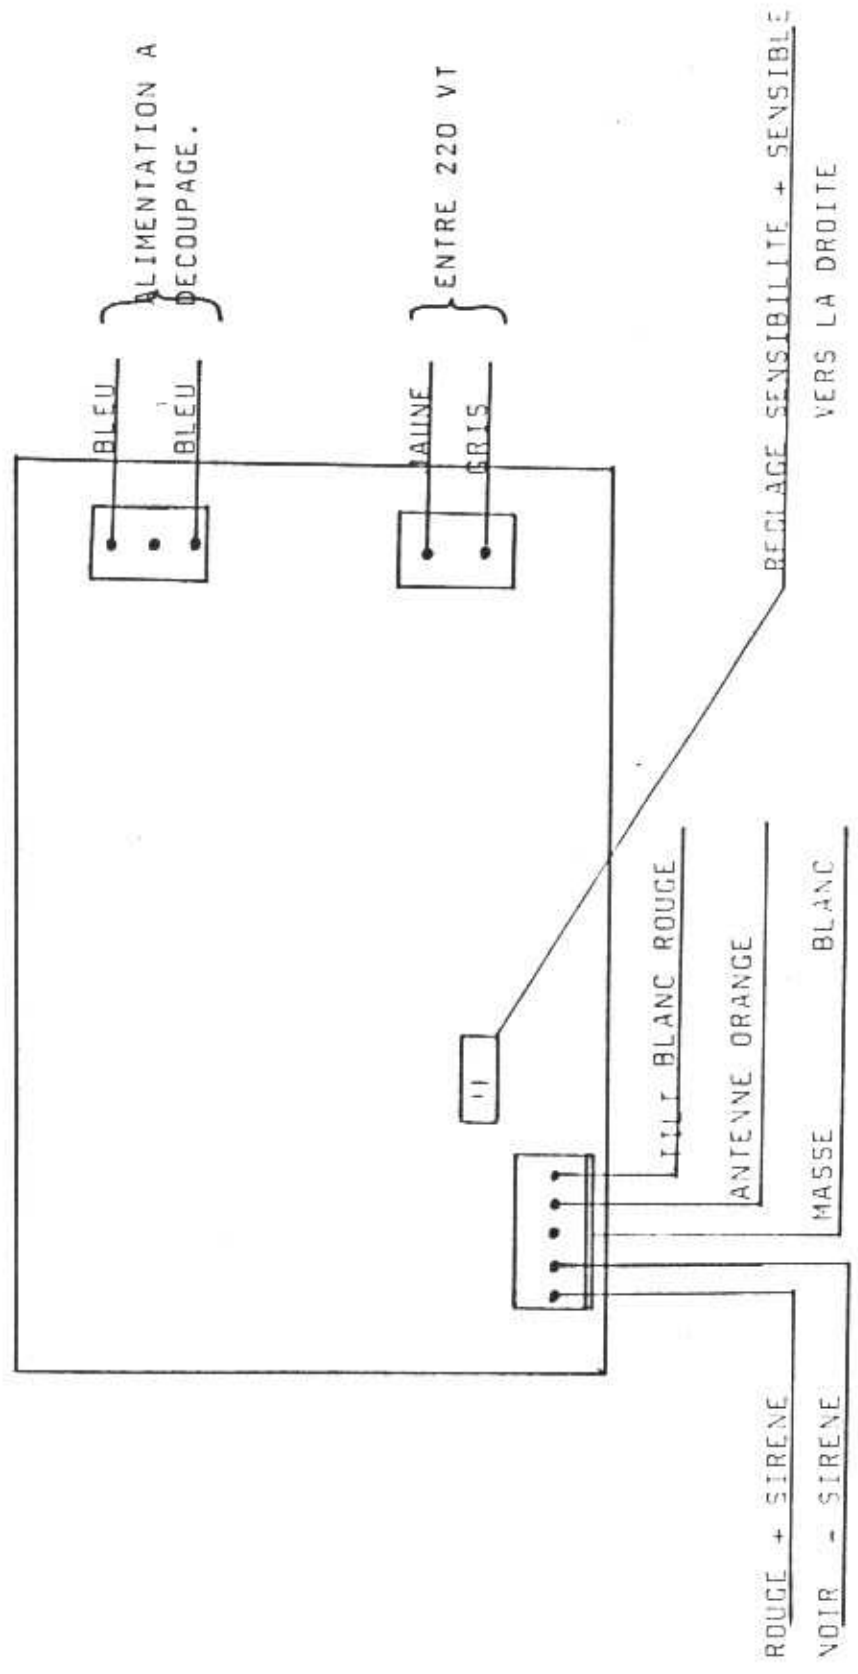 ALIMENTATION A
DECOUPAGE.
BLEU
BLEU
ENTRE 220 VT
JAUNE
GRIS
REGLAGE SENSIBILITE + SENSIBLE
VERS LA DROITE
TILT BLANC ROUGE
ANTENNE ORANGE
MASSE BLANC
ROUGE + SIRENE
NOIR - SIRENE